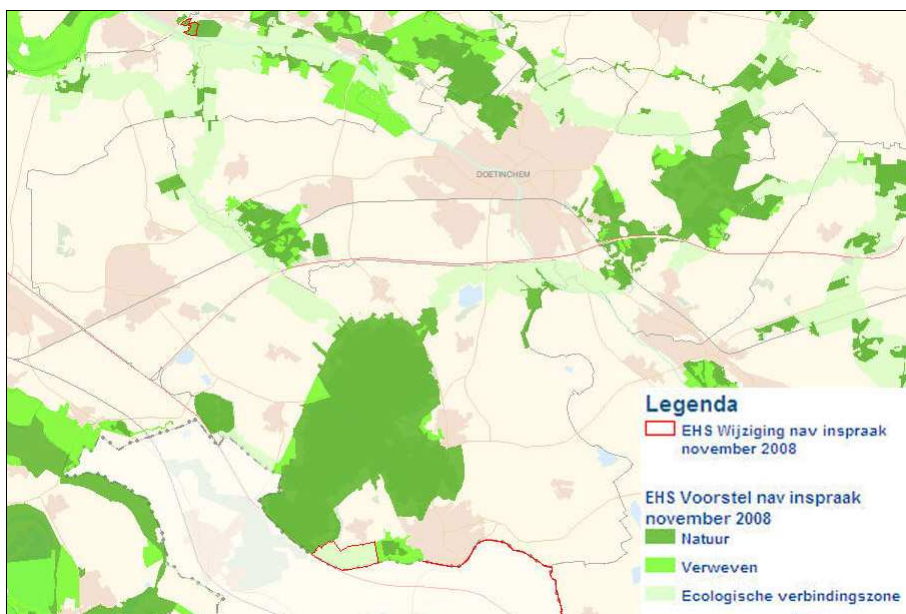 DOETINCHEM
Legenda
EHS Wijziging nav inspraak
november 2008
EHS Voorstel nav inspraak
november 2008
Natuur
Verweven
Ecologische verbindingszone